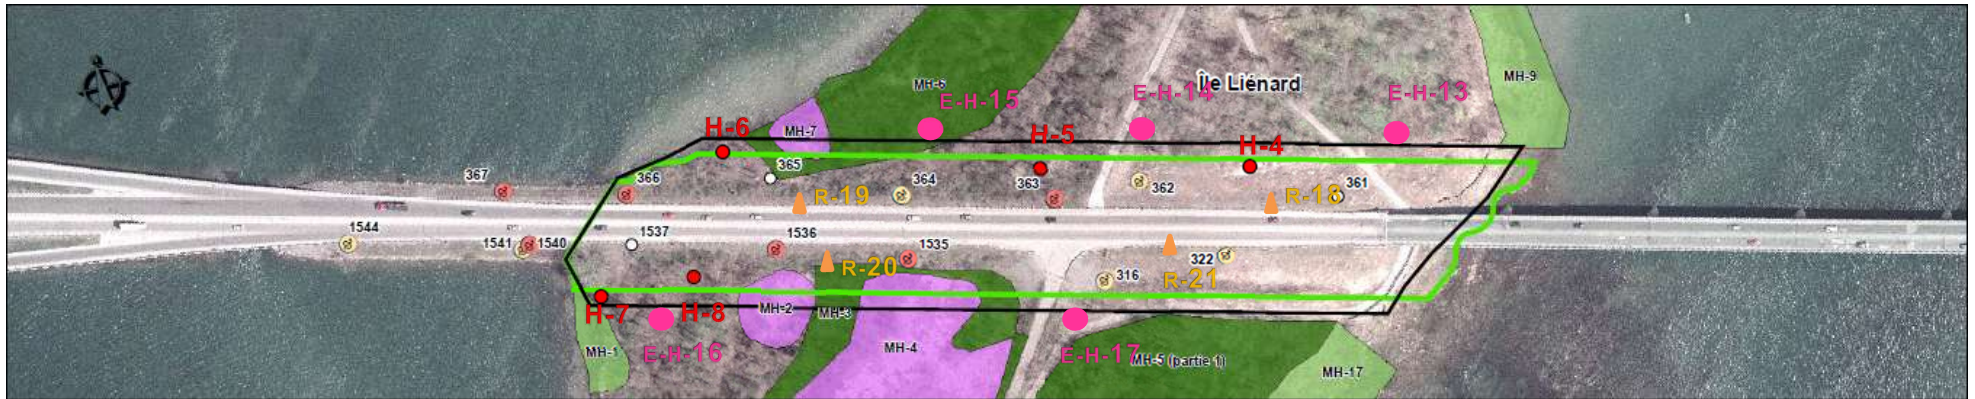 MH-9
Île Liénard
MH-6
E-H-15
E-H-14
E-H-13
H-6
MH-7
H-5
H-4
365
367
366
364
363
362
361
R-19
R-18
1544
1541
1540
1537
1536
1535
R-20
322
316
R-21
H-7
H-8
MH-2
MH-3
MH-1
E-H-16
MH-4
E-H-17
MH-5 (partie 1)
MH-17